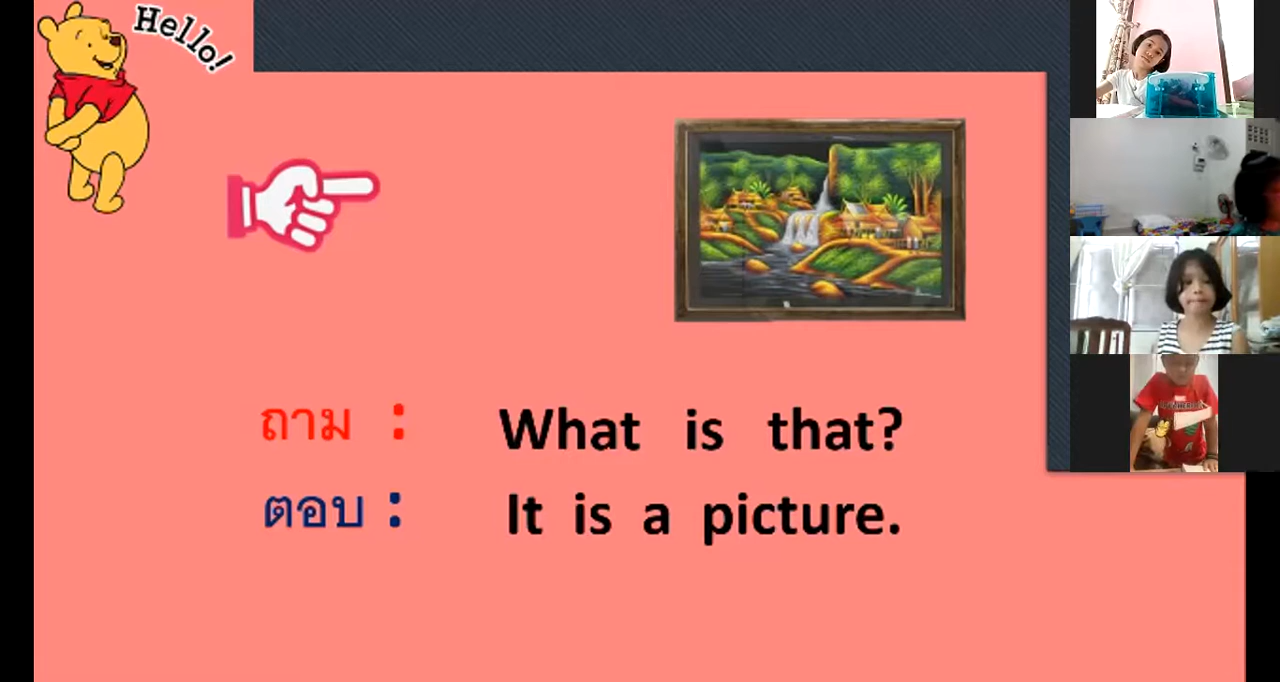 Hello!
ถาม : What is that?
ตอบ : It is a picture.